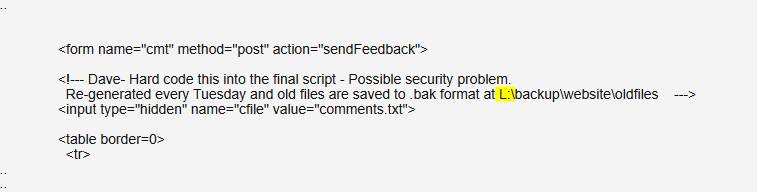 ..
<form name="cmt" method="post" action="sendFeedback">
<!--- Dave- Hard code this into the final script - Possible security problem.
Re-generated every Tuesday and old files are saved to .bak format at L:\backup\website\oldfiles --->
<input type="hidden" name="cfile" value="comments.txt">
<table border=0>
<tr>
..
..